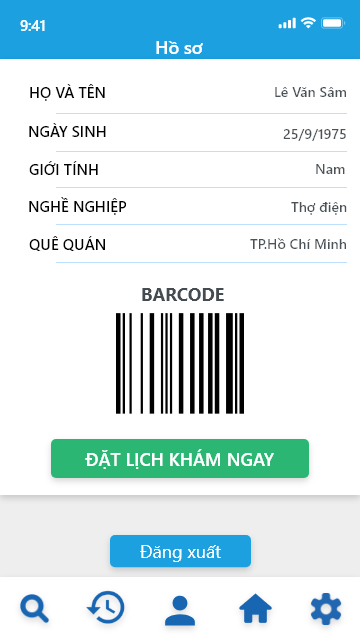 9:41
Hồ sơ
HỌ VÀ TÊN Lê Văn Sâm
NGÀY SINH 25/9/1975
GIỚI TÍNH Nam
NGHỀ NGHIỆP Thợ điện
QUÊ QUÁN TP.Hồ Chí Minh
BARCODE
ĐẶT LỊCH KHÁM NGAY
Đăng xuất